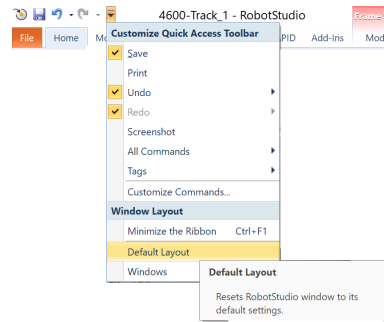 4600-Track_1 - RobotStudio
Frame
File Home Mo PID Add-Ins Mod
Customize Quick Access Toolbar
Save
Print
Undo
Redo
Screenshot
All Commands
Tags
Customize Commands...
Window Layout
Minimize the Ribbon Ctrl+F1
Default Layout
Windows
Default Layout
Resets RobotStudio window to its
default settings.